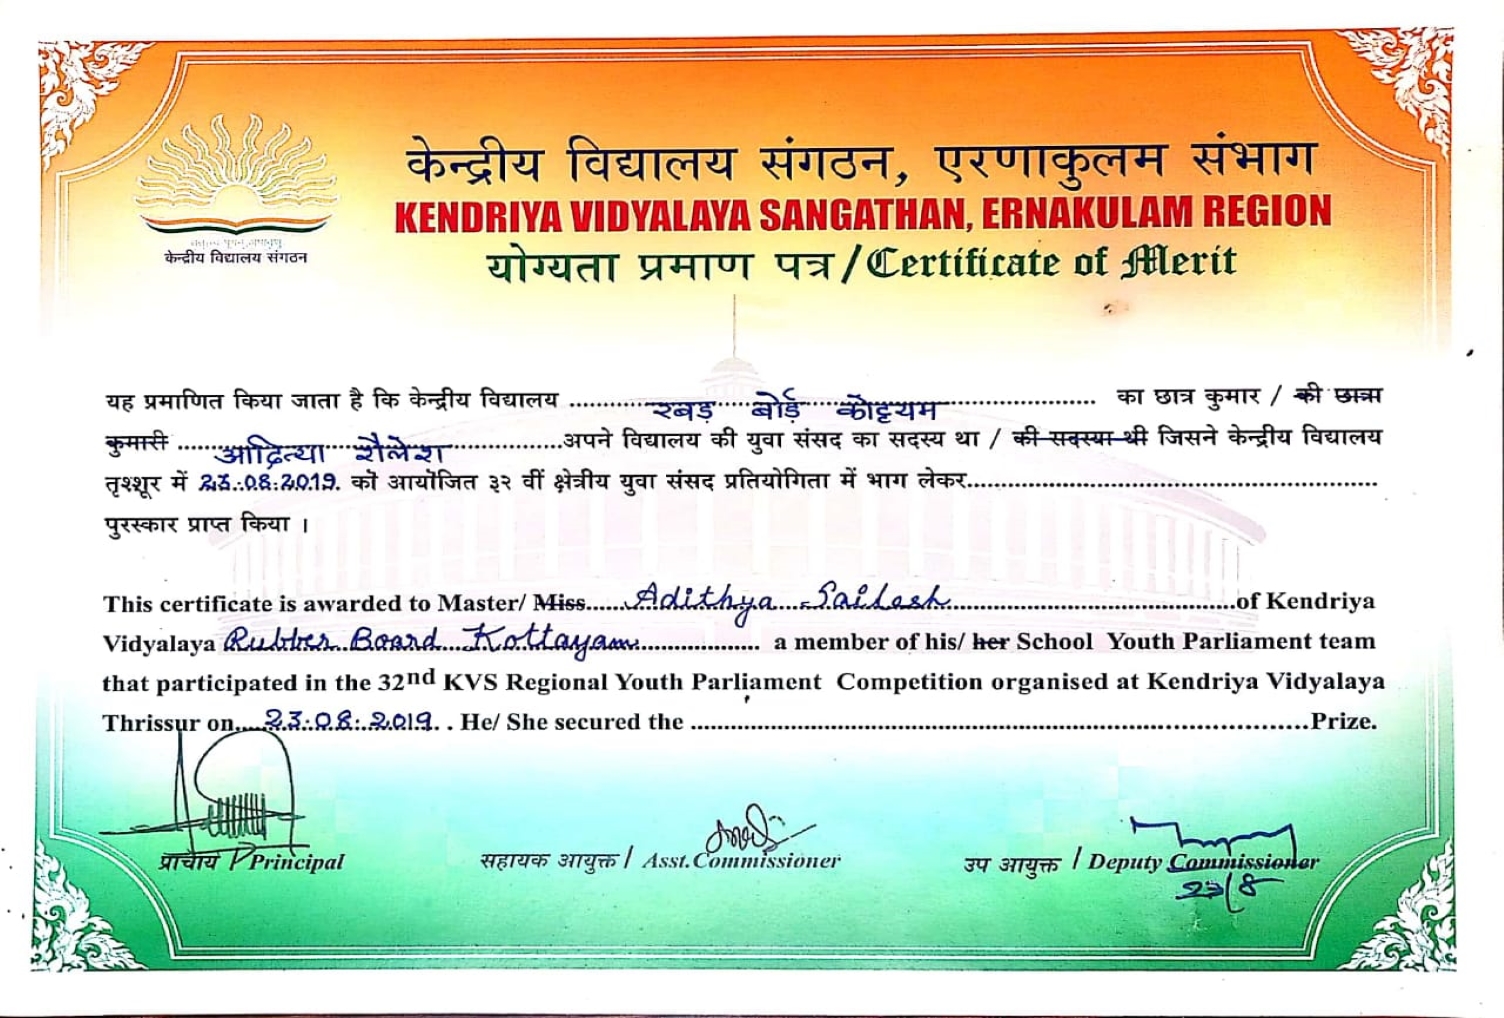 केन्द्रीय विद्यालय संगठन, एरणाकुलम संभाग
KENDRIYA VIDYALAYA SANGATHAN, ERNAKULAM REGION
योग्यता प्रमाण पत्र/Certificate of Merit
केन्द्रीय विद्यालय संगठन
यह प्रमाणित किया जाता है कि केन्द्रीय विद्यालय ........ रबड़ बोर्ड कोट्टयम ........ का छात्र कुमार / की छात्रा
कुमारी ........ आदित्या शैलेश ........ अपने विद्यालय की युवा संसद का सदस्य था / की सदस्या थी जिसने केन्द्रीय विद्यालय
तृश्शूर में 23.08.2019. को आयोजित ३२ वीं क्षेत्रीय युवा संसद प्रतियोगिता में भाग लेकर........
पुरस्कार प्राप्त किया ।
This certificate is awarded to Master/ Miss........ Adithya Sailesh ........of Kendriya
Vidyalaya Rubber Board Kottayam ........ a member of his/ her School Youth Parliament team
that participated in the 32nd KVS Regional Youth Parliament Competition organised at Kendriya Vidyalaya
Thrissur on.... 23.08.2019. . He/ She secured the ........Prize.
प्राचार्य / Principal
सहायक आयुक्त / Asst. Commissioner
उप आयुक्त / Deputy Commissioner
23/8